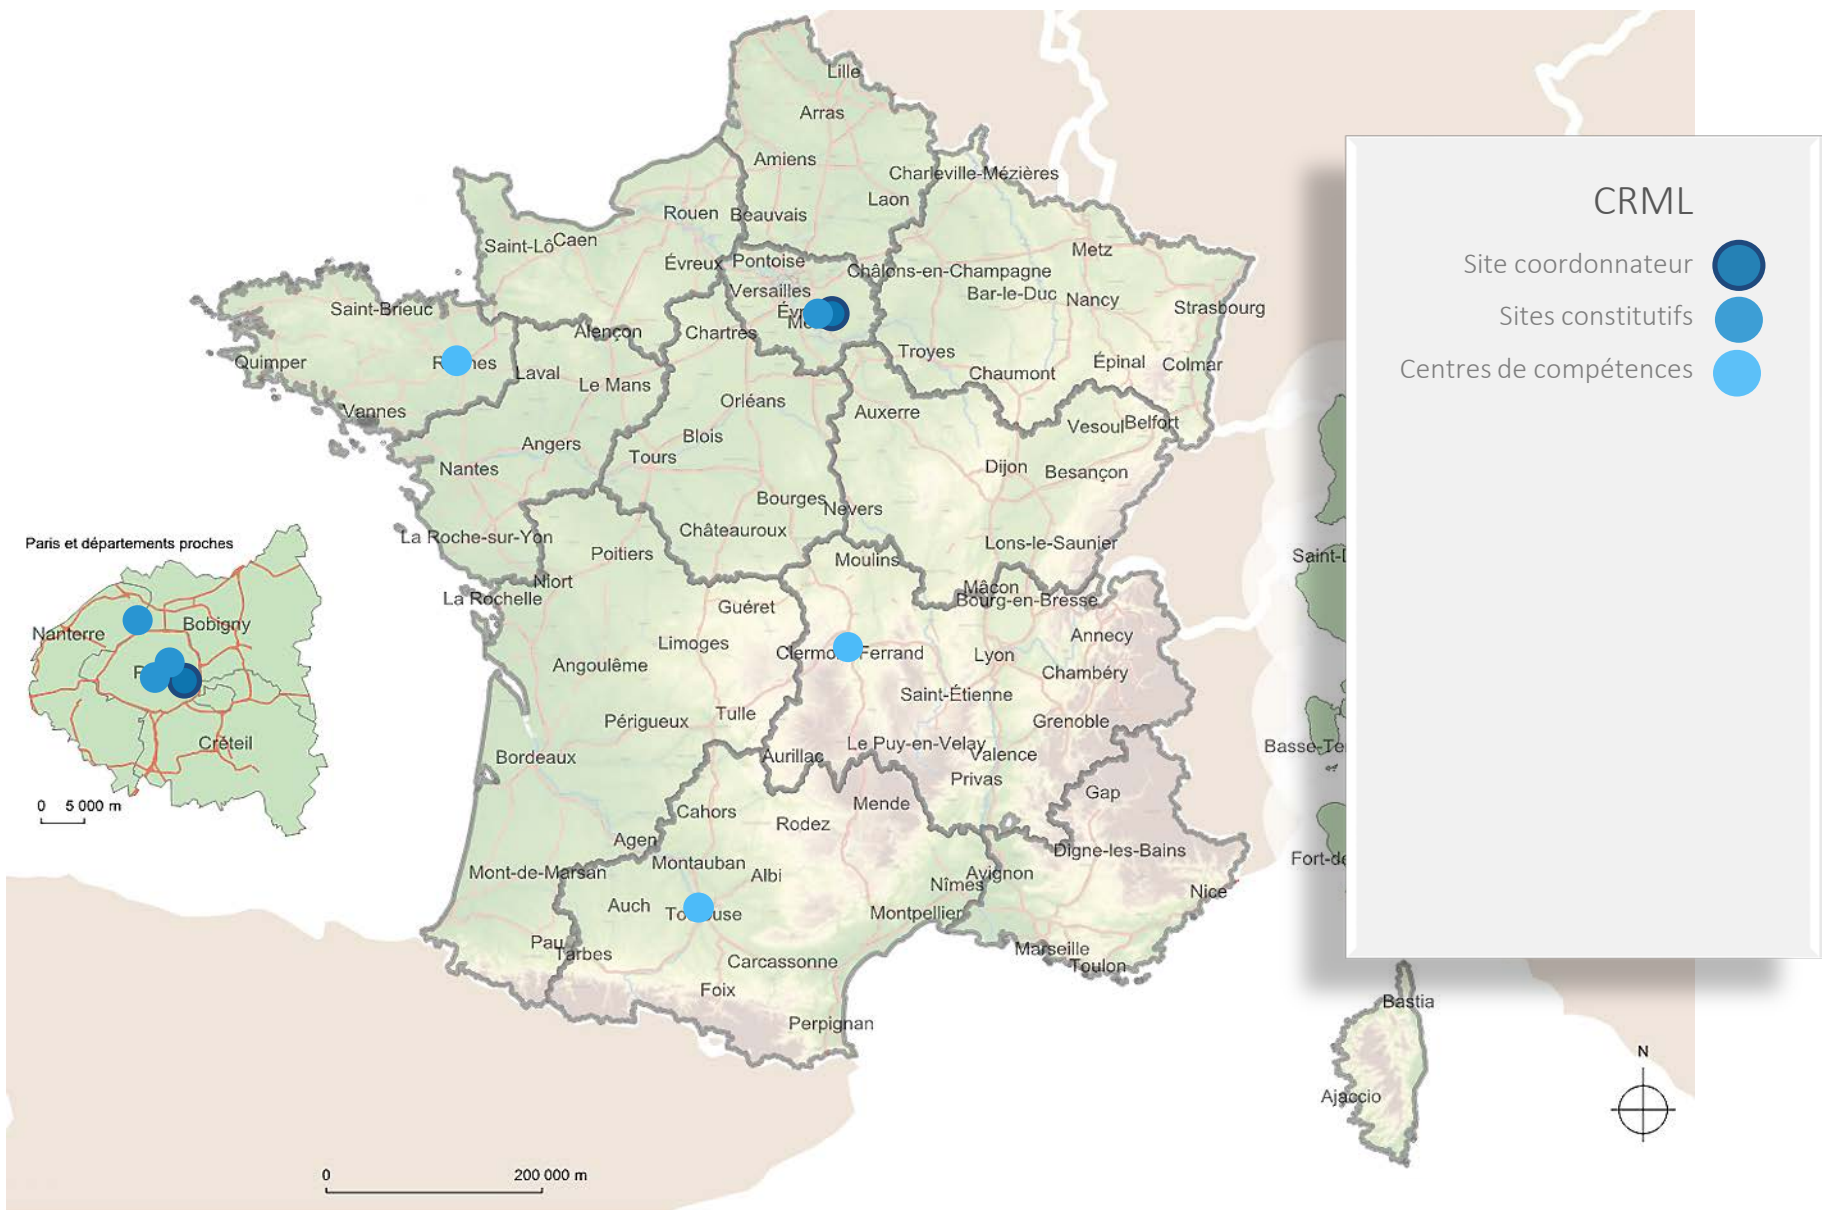 Lille
Arras
Amiens
Charleville-Mézières
Laon
Rouen
Beauvais
Saint-Lô
Caen
Metz
Évreux
Pontoise
Châlons-en-Champagne
Versailles
Bar-le-Duc
Nancy
Strasbourg
Saint-Brieuc
Alençon
Chartres
Quimper
Laval
Le Mans
Troyes
Chaumont
Épinal
Colmar
Vannes
Orléans
Auxerre
Vesoul
Belfort
Angers
Blois
Tours
Nantes
Dijon
Besançon
Bourges
Nevers
La Roche-sur-Yon
Châteauroux
Poitiers
Moulins
Lons-le-Saunier
Niort
La Rochelle
Guéret
Mâcon
Bourg-en-Bresse
Limoges
Annecy
Angoulême
Ferrand
Lyon
Chambéry
Saint-Étienne
Périgueux
Tulle
Grenoble
Bordeaux
Aurillac
Le Puy-en-Velay
Valence
Privas
Cahors
Mende
Gap
Rodez
Agen
Montauban
Albi
Digne-les-Bains
Mont-de-Marsan
Avignon
Nîmes
Nice
Auch
Montpellier
Pau
Tarbes
Carcassonne
Marseille
Toulon
Foix
Perpignan
Bastia
Ajaccio
Paris et départements proches
Nanterre
Bobigny
Créteil
0 5 000 m
0 200 000 m
N
CRML
Site coordonnateur
Sites constitutifs
Centres de compétences